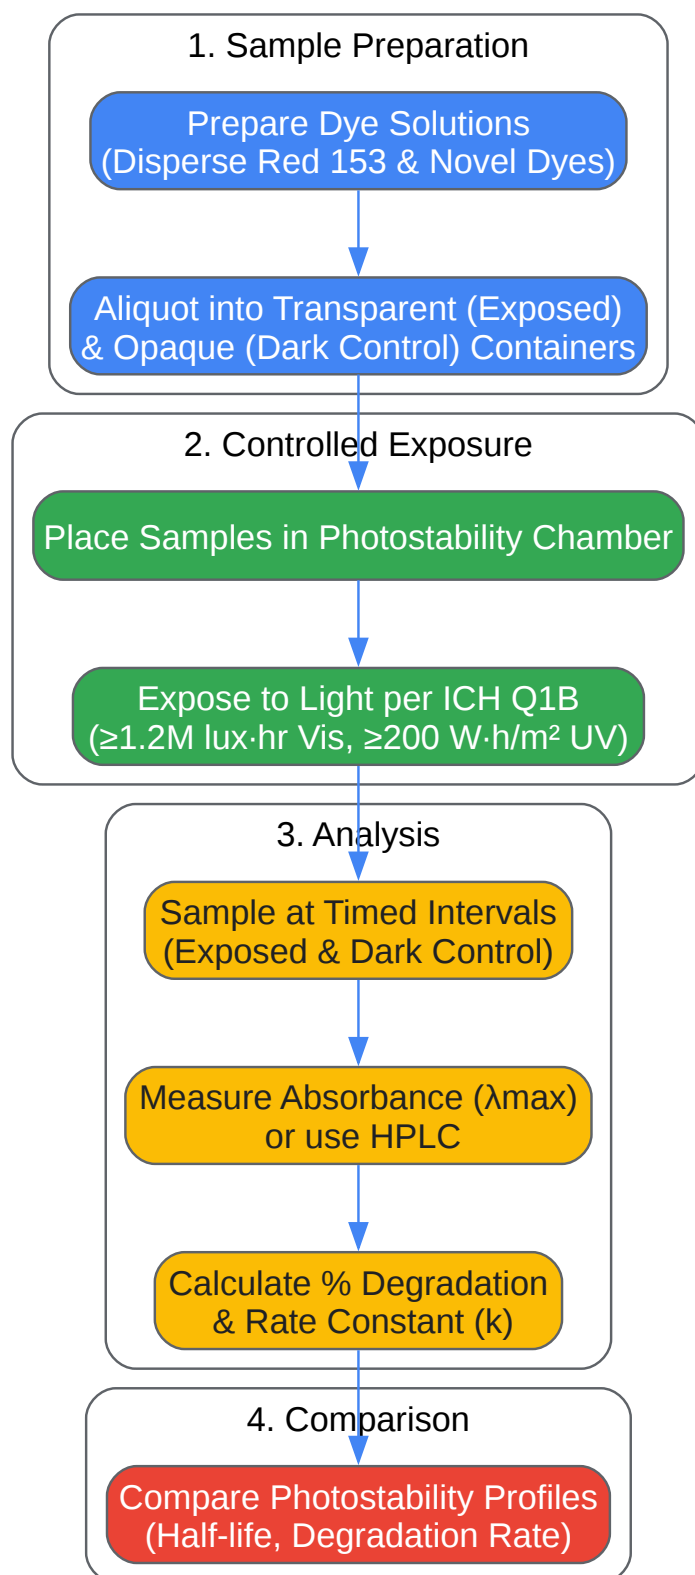 1. Sample Preparation
Prepare Dye Solutions
(Disperse Red 153 & Novel Dyes)
Aliquot into Transparent (Exposed)
& Opaque (Dark Control) Containers
2. Controlled Exposure
Place Samples in Photostability Chamber
Expose to Light per ICH Q1B
(≥1.2M lux·hr Vis, ≥200 W·h/m² UV)
3. Analysis
Sample at Timed Intervals
(Exposed & Dark Control)
Measure Absorbance (λmax)
or use HPLC
Calculate % Degradation
& Rate Constant (k)
4. Comparison
Compare Photostability Profiles
(Half-life, Degradation Rate)